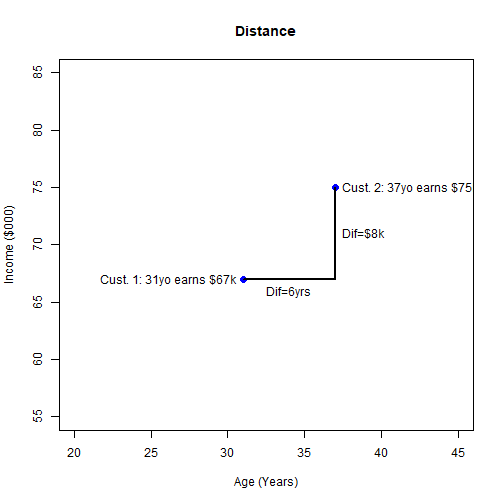 Distance
Income ($000)
85
80
75
70
65
60
55
Cust. 2: 37yo earns $75
Dif=$8k
Cust. 1: 31yo earns $67k
Dif=6yrs
20 25 30 35 40 45
Age (Years)